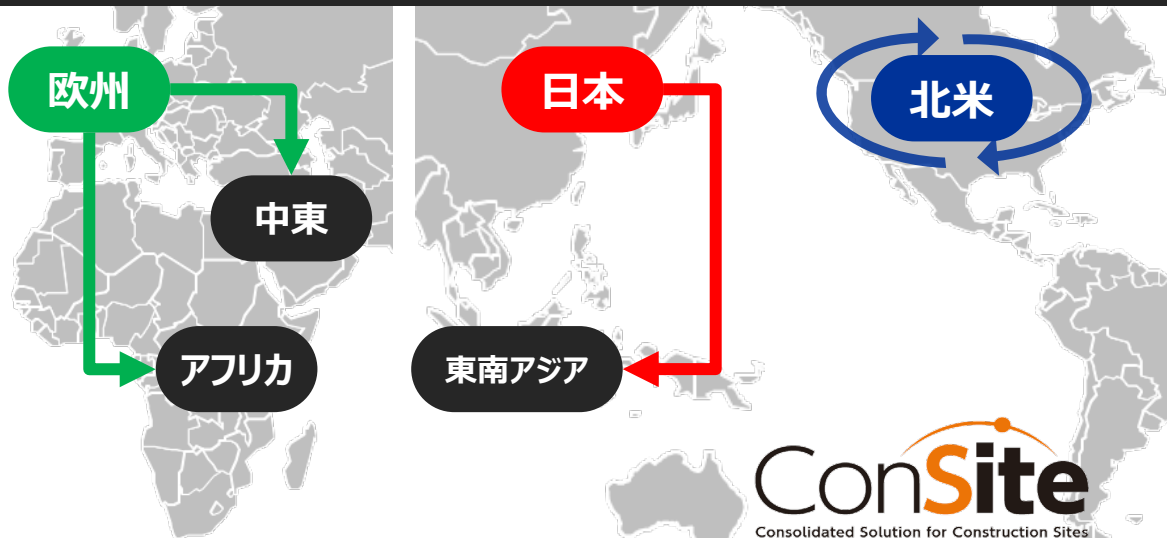 欧州
日本
北米
中東
アフリカ
東南アジア
ConSite
Consolidated Solution for Construction Sites